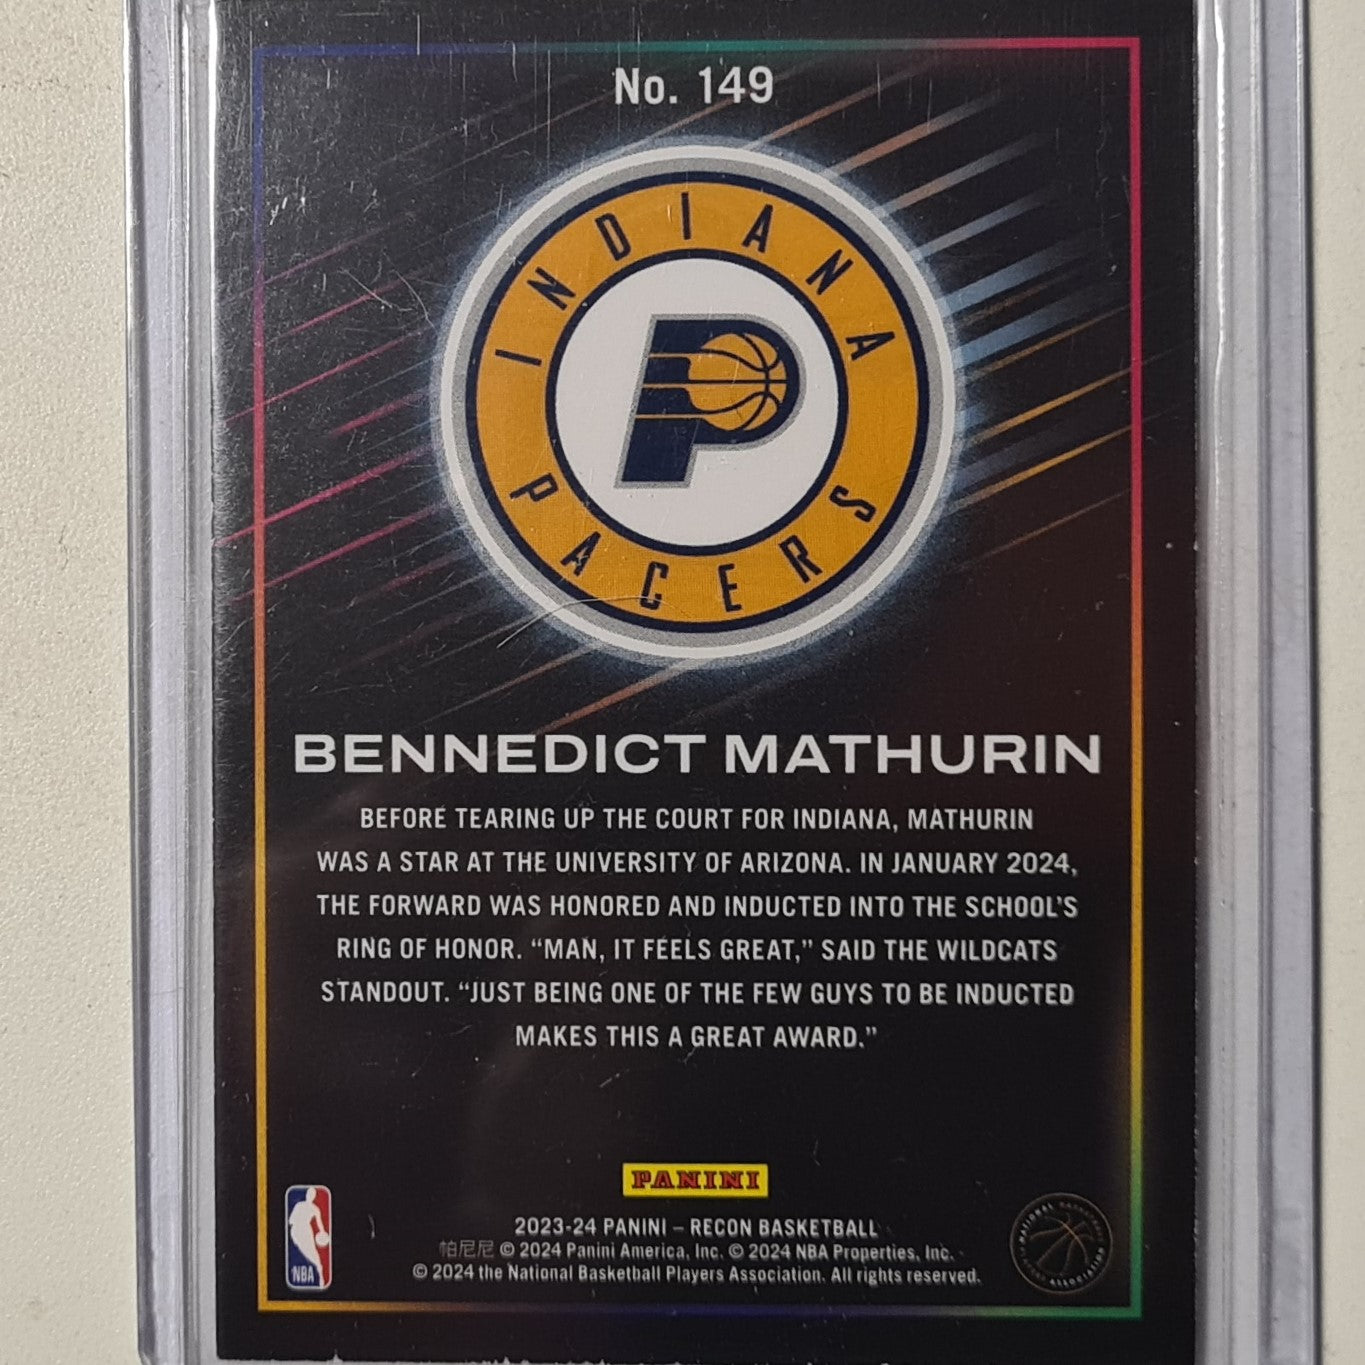 No. 149
INDIANA
PACERS
BENNEDICT MATHURIN
BEFORE TEARING UP THE COURT FOR INDIANA, MATHURIN
WAS A STAR AT THE UNIVERSITY OF ARIZONA. IN JANUARY 2024,
THE FORWARD WAS HONORED AND INDUCTED INTO THE SCHOOL'S
RING OF HONOR. “MAN, IT FEELS GREAT,” SAID THE WILDCATS
STANDOUT. “JUST BEING ONE OF THE FEW GUYS TO BE INDUCTED
MAKES THIS A GREAT AWARD.”
PANINI
NBA
2023-24 PANINI – RECON BASKETBALL
帕尼尼 © 2024 Panini America, Inc. © 2024 NBA Properties, Inc.
© 2024 the National Basketball Players Association. All rights reserved.